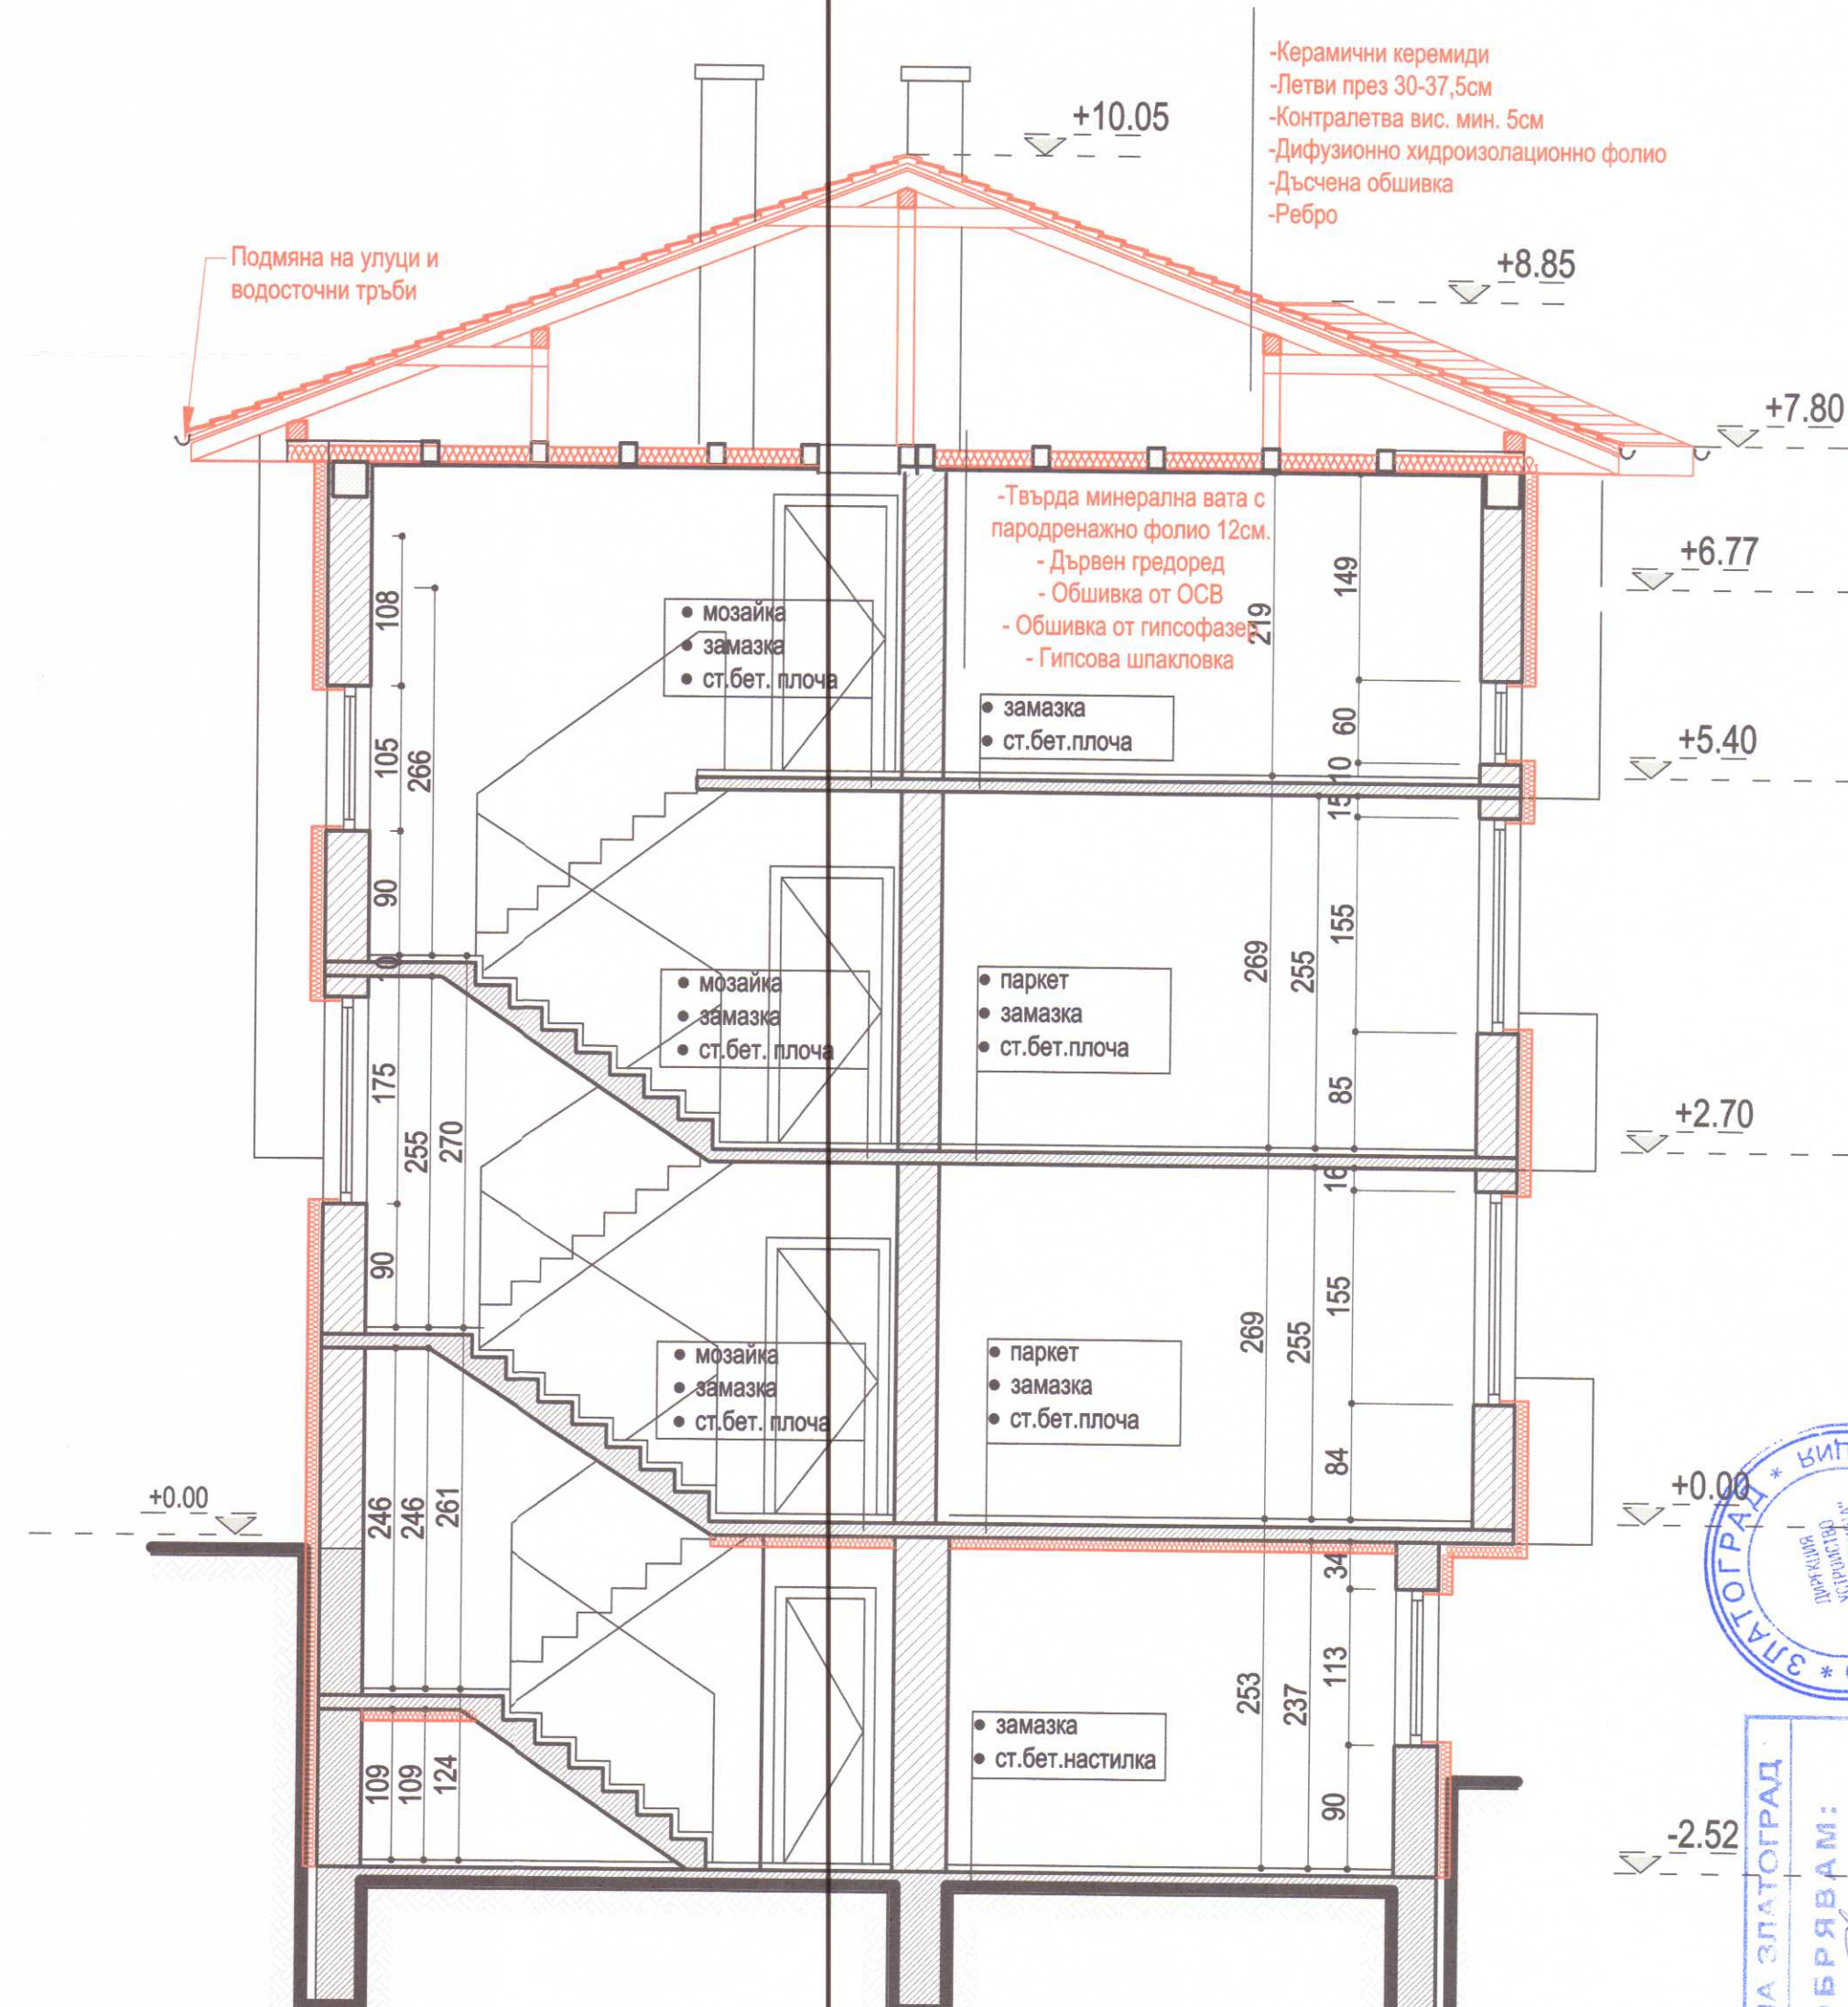 -Керамични керемиди
-Летви през 30-37,5см
-Контралетва вис. мин. 5см
-Дифузионно хидроизолационно фолио
-Дъсчена обшивка
-Ребро
+10.05
Подмяна на улуци и
водосточни тръби
+8.85
+7.80
-Твърда минерална вата с
пародренажно фолио 12см.
- Дървен гредоред
- Обшивка от ОСВ
- Обшивка от гипсофазер
- Гипсова шпакловка
+6.77
108
149
219
• мозайка
• замазка
• ст.бет. плоча
• замазка
• ст.бет.плоча
60
+5.40
105
266
10
15
90
155
269
255
• мозайка
• замазка
• ст.бет. плоча
• паркет
• замазка
• ст.бет.плоча
175
255
270
85
+2.70
16
90
155
269
255
• мозайка
• замазка
• ст.бет. плоча
• паркет
• замазка
• ст.бет.плоча
84
+0.00
+0.00
246
246
261
34
113
253
237
• замазка
• ст.бет.настилка
109
109
124
90
-2.52
* ЗЛАТОГРАД *
ДИРЕКЦИЯ
НА ЗЛАТОГРАД